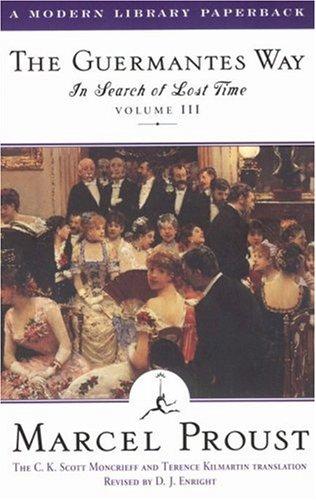 A MODERN LIBRARY PAPERBACK
THE GUERMANTES WAY
In Search of Lost Time
VOLUME III
MARCEL PROUST
THE C. K. SCOTT MONCRIEFF AND TERENCE KILMARTIN TRANSLATION
REVISED BY D. J. ENRIGHT